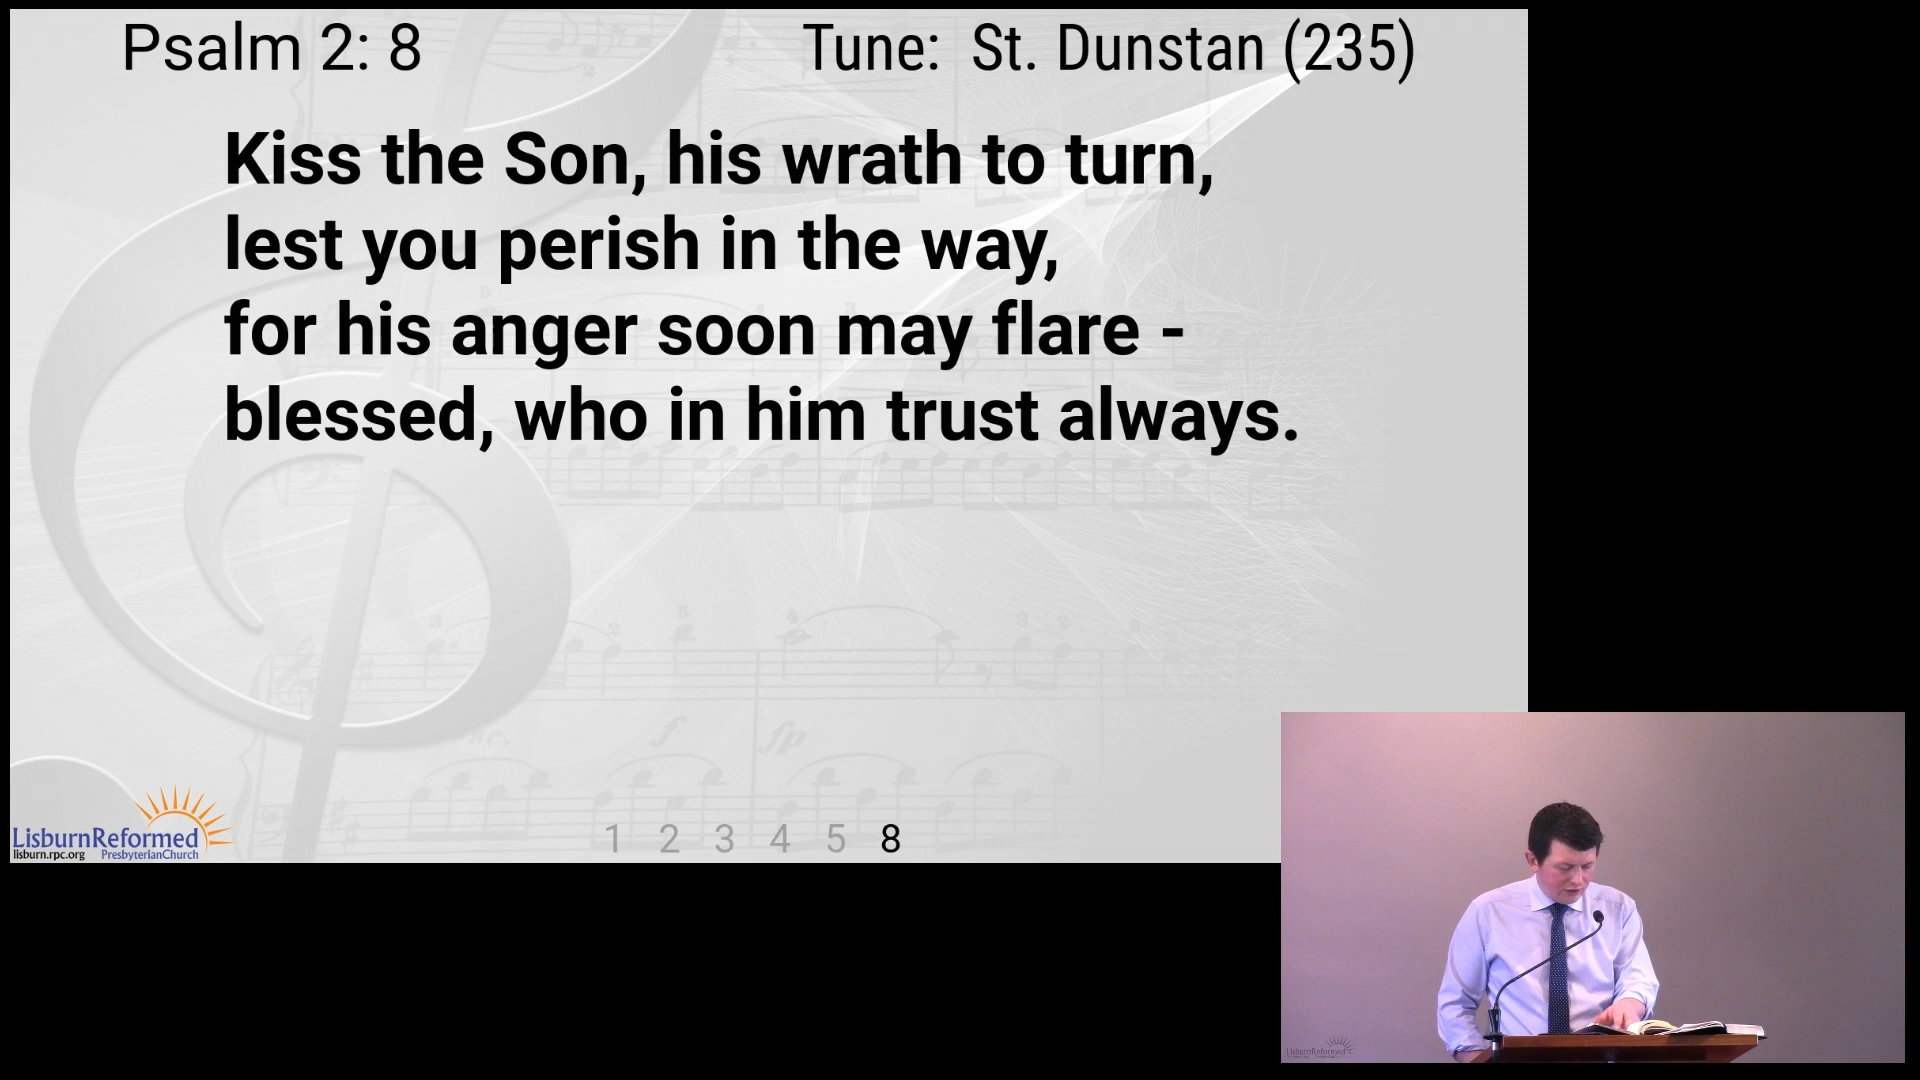 Psalm 2: 8
Tune: St. Dunstan (235)
Kiss the Son, his wrath to turn,
lest you perish in the way,
for his anger soon may flare -
blessed, who in him trust always.
LisburnReformed
lisburn.rpc.org PresbyterianChurch
1 2 3 4 5 8
LisburnReformed